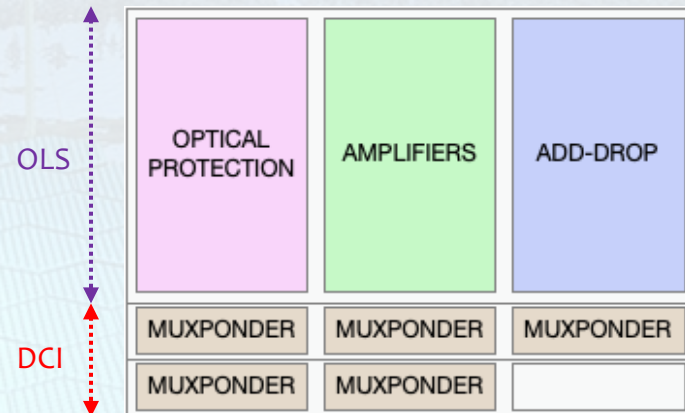 OLS
OPTICAL
PROTECTION
AMPLIFIERS
ADD-DROP
DCI
MUXPONDER
MUXPONDER
MUXPONDER
MUXPONDER
MUXPONDER